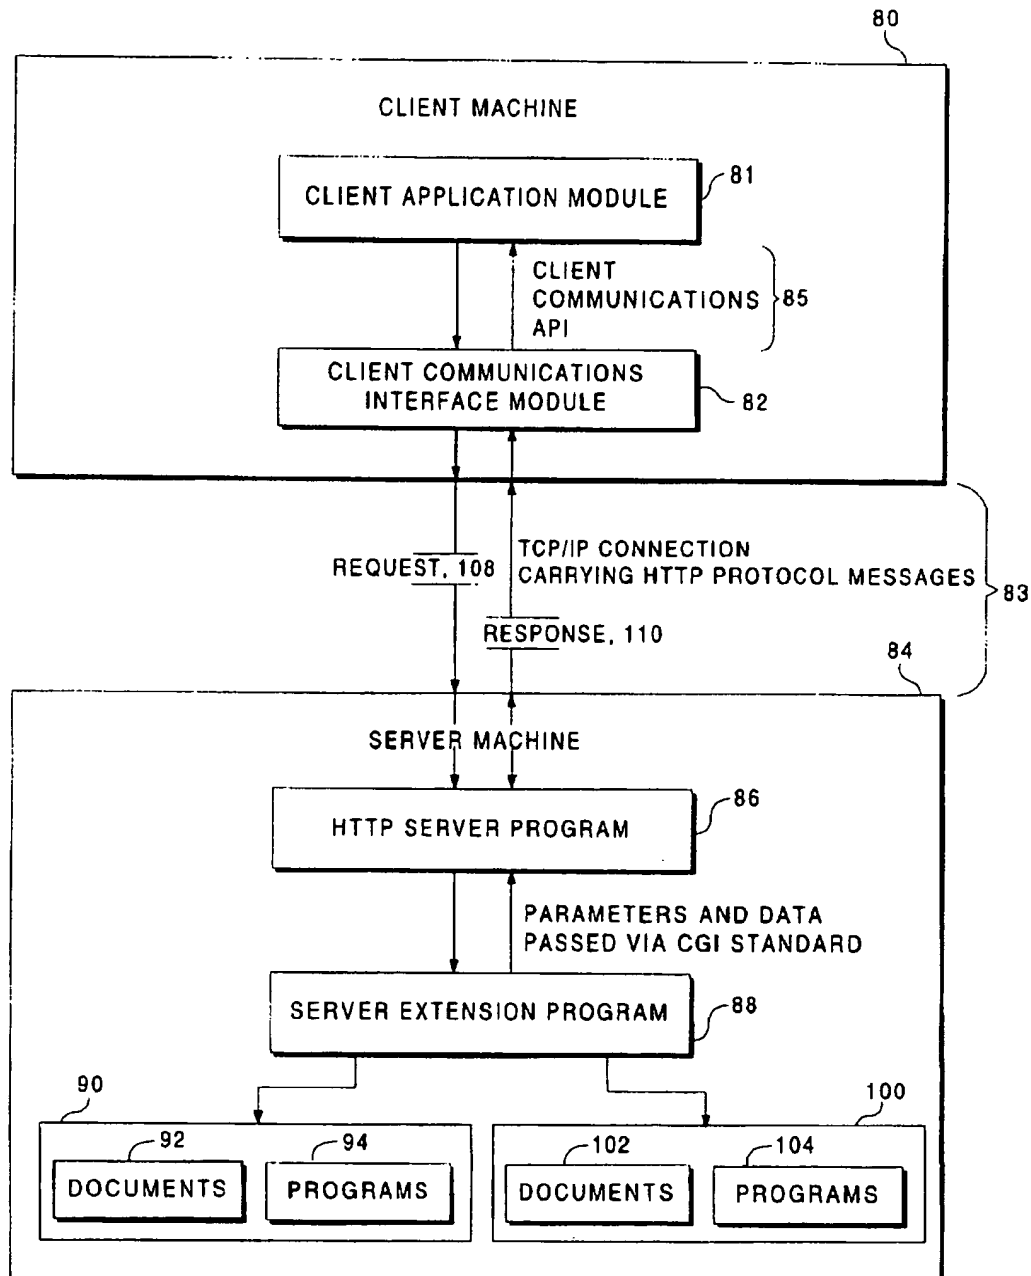 80
CLIENT MACHINE
81
CLIENT APPLICATION MODULE
CLIENT
COMMUNICATIONS
API
85
CLIENT COMMUNICATIONS
INTERFACE MODULE
82
TCP/IP CONNECTION
CARRYING HTTP PROTOCOL MESSAGES
REQUEST, 108
83
RESPONSE, 110
84
SERVER MACHINE
86
HTTP SERVER PROGRAM
PARAMETERS AND DATA
PASSED VIA CGI STANDARD
SERVER EXTENSION PROGRAM
88
90
100
92
94
102
104
DOCUMENTS
PROGRAMS
DOCUMENTS
PROGRAMS